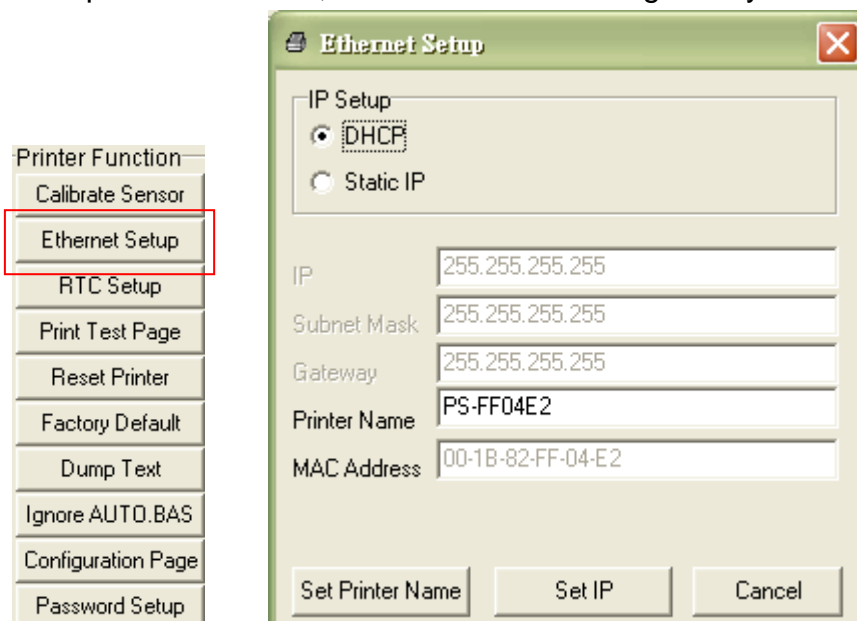 Printer Function
Calibrate Sensor
Ethernet Setup
RTC Setup
Print Test Page
Reset Printer
Factory Default
Dump Text
Ignore AUTO.BAS
Configuration Page
Password Setup
Ethernet Setup
IP Setup
DHCP
Static IP
IP 255.255.255.255
Subnet Mask 255.255.255.255
Gateway 255.255.255.255
Printer Name PS-FF04E2
MAC Address 00-1B-82-FF-04-E2
Set Printer Name Set IP Cancel